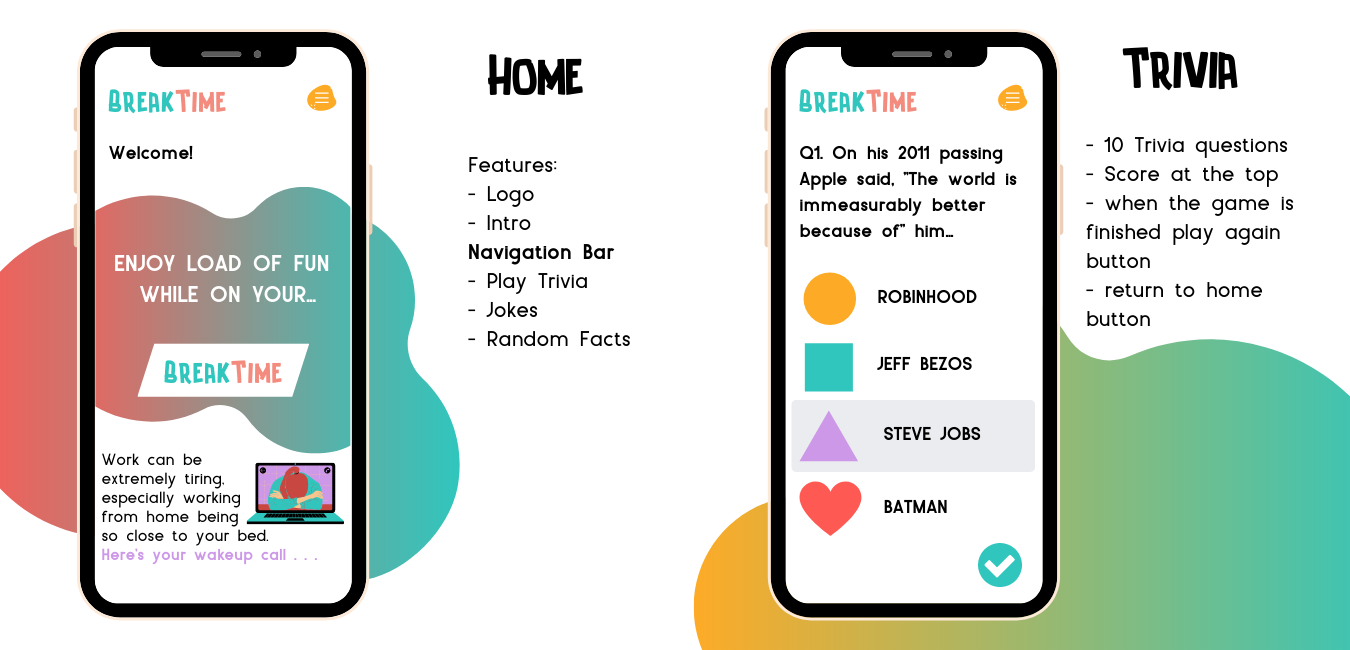 BREAKTIME
Welcome!
ENJOY LOAD OF FUN
WHILE ON YOUR...
BREAKTIME
Work can be
extremely tiring,
especially working
from home being
so close to your bed.
Here's your wakeup call . . .
HOME
Features:
- Logo
- Intro
Navigation Bar
- Play Trivia
- Jokes
- Random Facts
BREAKTIME
Q1. On his 2011 passing
Apple said, "The world is
immeasurably better
because of" him...
ROBINHOOD
JEFF BEZOS
STEVE JOBS
BATMAN
TRIVIA
- 10 Trivia questions
- Score at the top
- when the game is
finished play again
button
- return to home
button